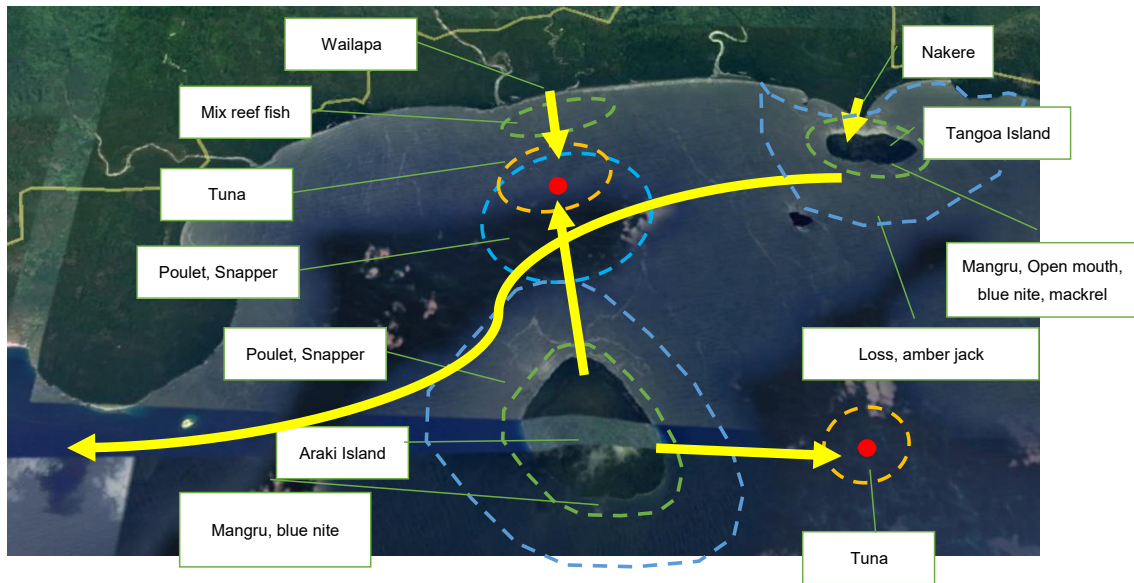 Wailapa
Nakere
Mix reef fish
Tangoa Island
Tuna
Poulet, Snapper
Mangru, Open mouth,
blue nite, mackrel
Poulet, Snapper
Loss, amber jack
Araki Island
Mangru, blue nite
Tuna